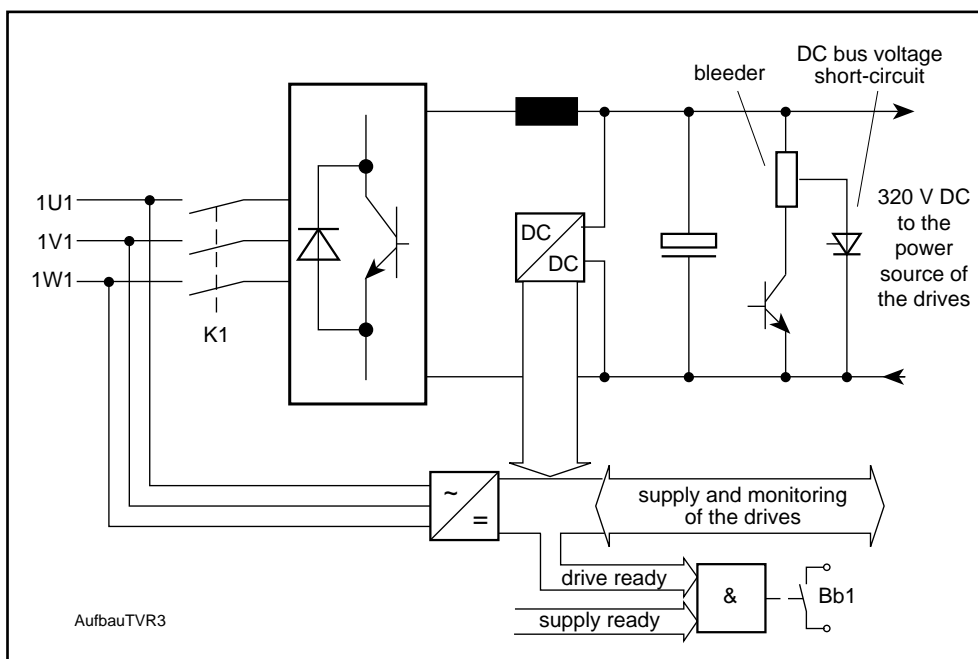 DC bus voltage
short-circuit
bleeder
1U1
1V1
1W1
K1
DC
DC
320 V DC
to the
power
source of
the drives
~
=
supply and monitoring
of the drives
drive ready
supply ready
&
Bb1
AufbauTVR3